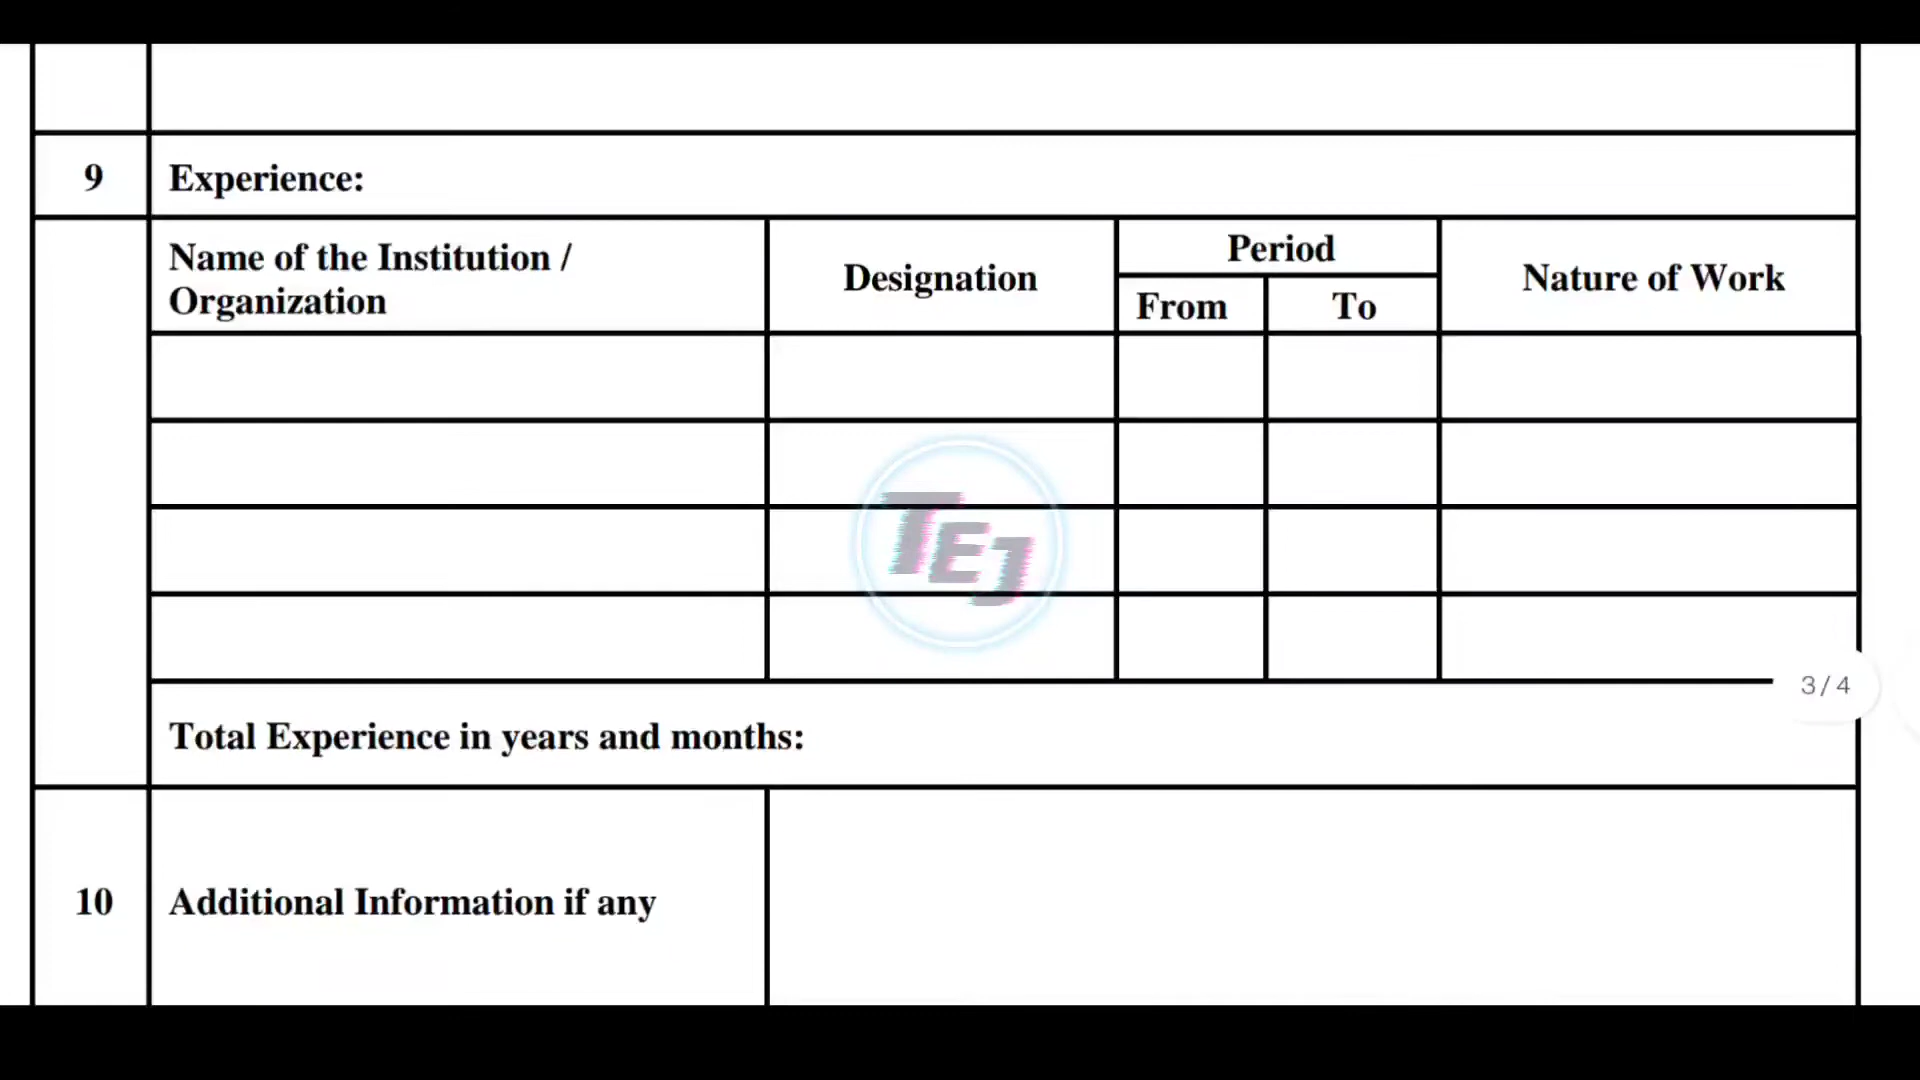 9 Experience:
Name of the Institution /
Organization
Designation
Period
From To
Nature of Work
TEJ
3/4
Total Experience in years and months:
10 Additional Information if any